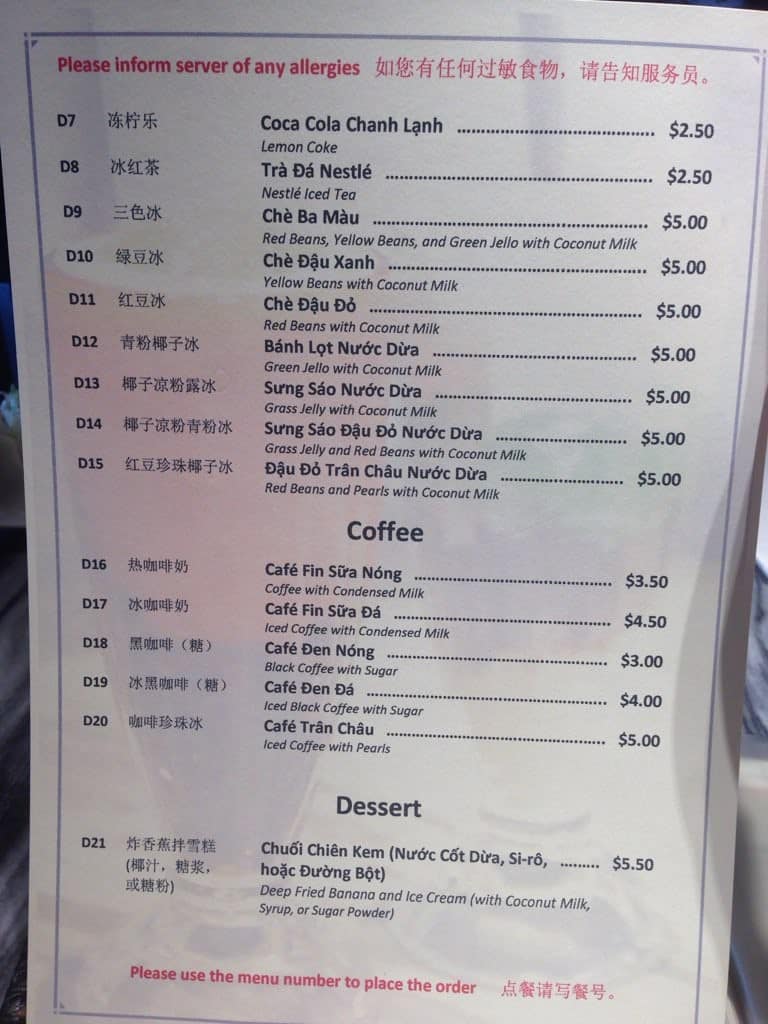 Please inform server of any allergies 如您有任何过敏食物，请告知服务员。
D7 冻柠乐 Coca Cola Chanh Lạnh ........................................ $2.50
Lemon Coke
D8 冰红茶 Trà Đá Nestlé ........................................ $2.50
Nestlé Iced Tea
D9 三色冰 Chè Ba Màu ........................................ $5.00
Red Beans, Yellow Beans, and Green Jello with Coconut Milk
D10 绿豆冰 Chè Đậu Xanh ........................................ $5.00
Yellow Beans with Coconut Milk
D11 红豆冰 Chè Đậu Đỏ ........................................ $5.00
Red Beans with Coconut Milk
D12 青粉椰子冰 Bánh Lọt Nước Dừa ........................................ $5.00
Green Jello with Coconut Milk
D13 椰子凉粉露冰 Sưng Sáo Nước Dừa ........................................ $5.00
Grass Jelly with Coconut Milk
D14 椰子凉粉青粉冰 Sưng Sáo Đậu Đỏ Nước Dừa ........................... $5.00
Grass Jelly and Red Beans with Coconut Milk
D15 红豆珍珠椰子冰 Đậu Đỏ Trân Châu Nước Dừa ......................... $5.00
Red Beans and Pearls with Coconut Milk
Coffee
D16 热咖啡奶 Café Fin Sữa Nóng ........................................ $3.50
Coffee with Condensed Milk
D17 冰咖啡奶 Café Fin Sữa Đá ........................................ $4.50
Iced Coffee with Condensed Milk
D18 黑咖啡（糖） Café Đen Nóng ........................................ $3.00
Black Coffee with Sugar
D19 冰黑咖啡（糖） Café Đen Đá ........................................ $4.00
Iced Black Coffee with Sugar
D20 咖啡珍珠冰 Café Trân Châu ........................................ $5.00
Iced Coffee with Pearls
Dessert
D21 炸香蕉拌雪糕 Chuối Chiên Kem (Nước Cốt Dừa, Si-rô, ......... $5.50
(椰汁，糖浆， hoặc Đường Bột)
或糖粉) Deep Fried Banana and Ice Cream (with Coconut Milk,
Syrup, or Sugar Powder)
Please use the menu number to place the order 点餐请写餐号。